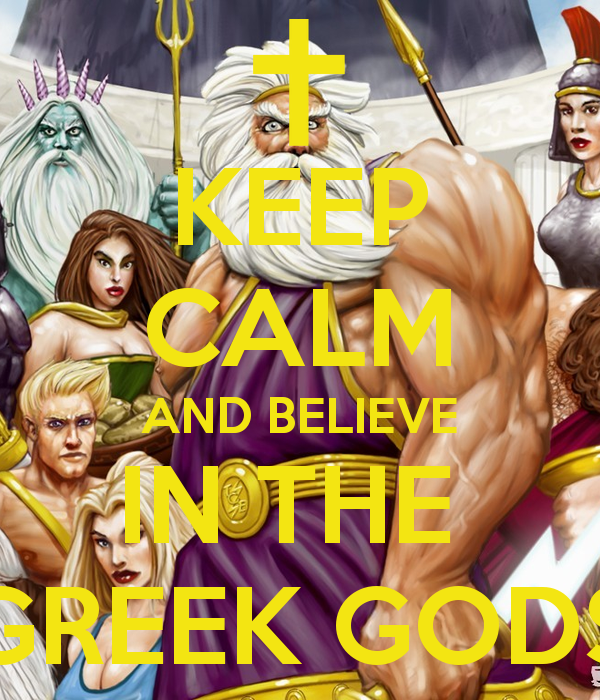 KEEP
CALM
AND BELIEVE
IN THE
GREEK GODS